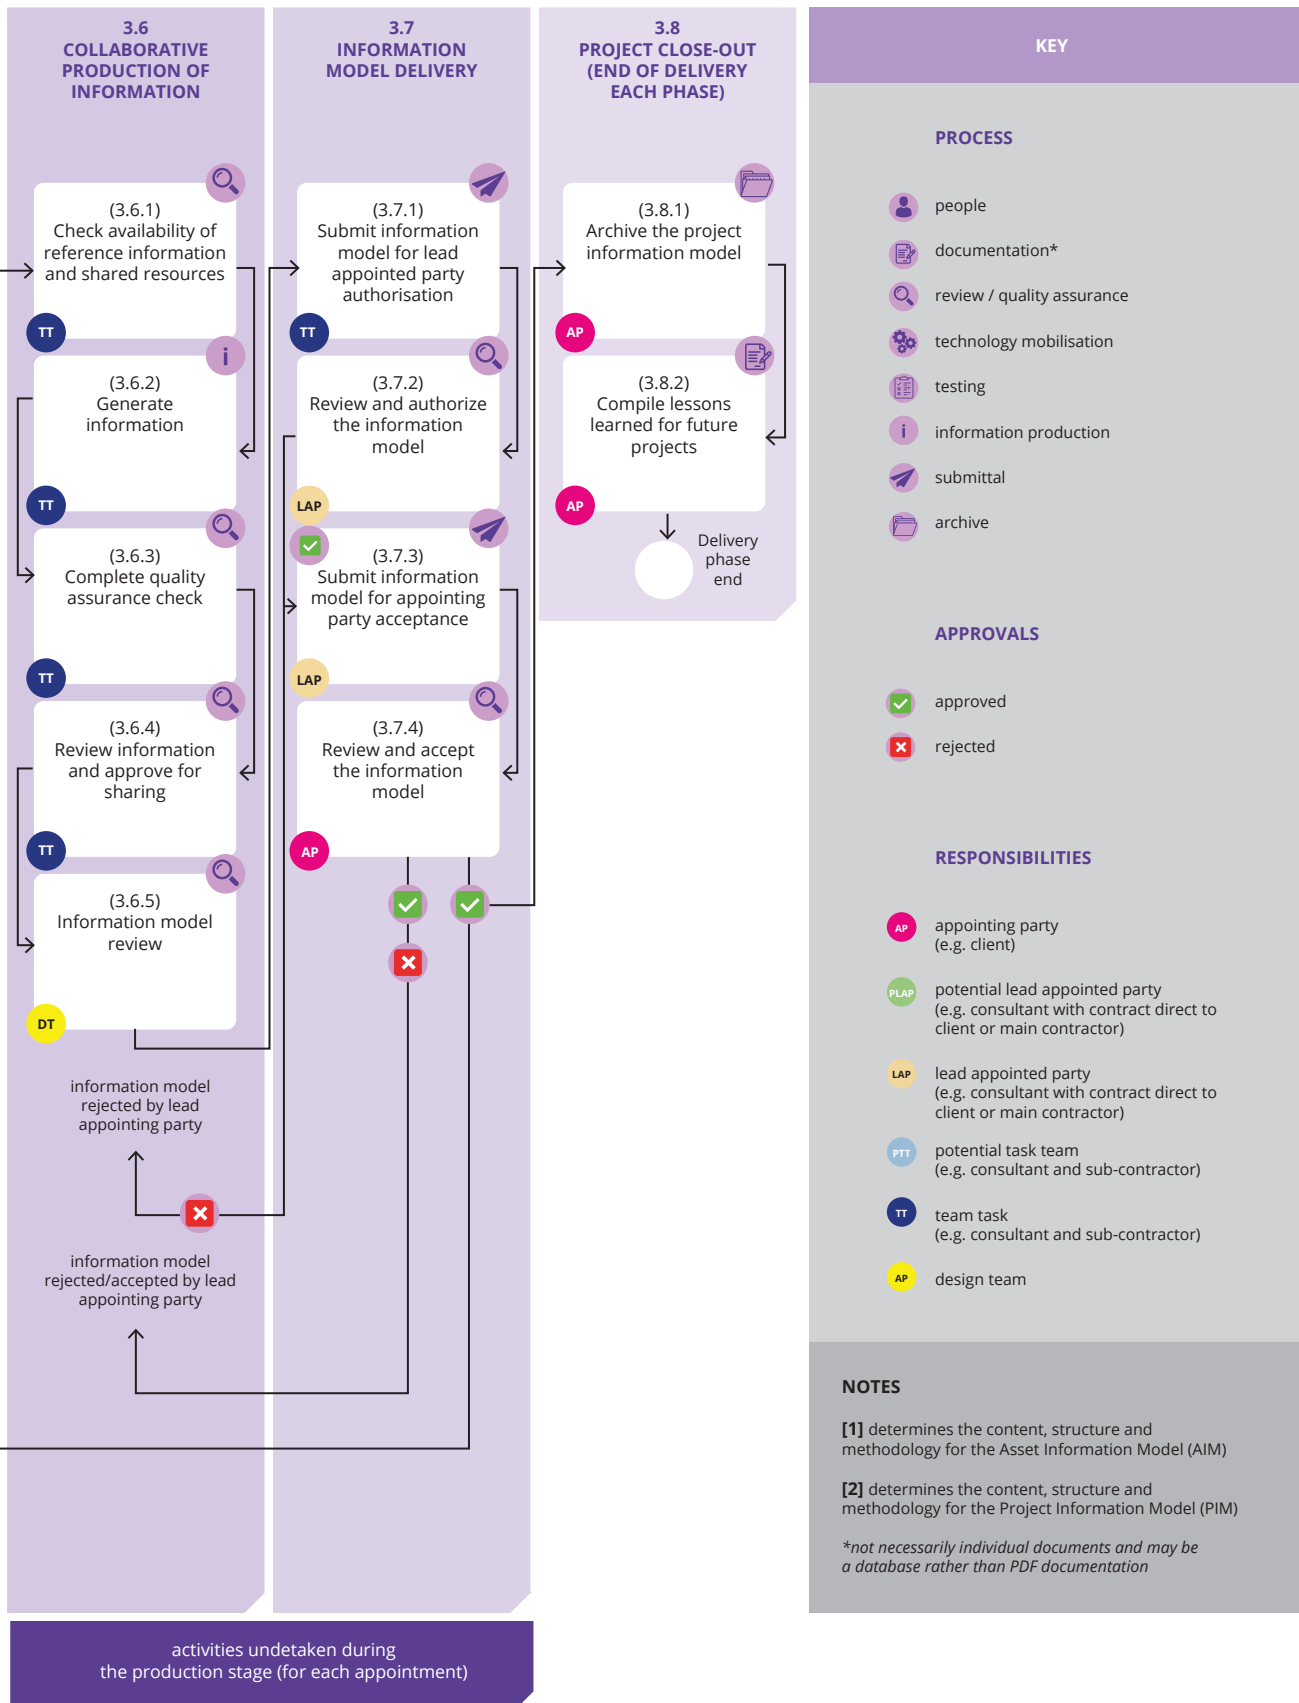 3.6
COLLABORATIVE
PRODUCTION OF
INFORMATION
(3.6.1)
Check availability of
reference information
and shared resources
TT
i
(3.6.2)
Generate
information
TT
(3.6.3)
Complete quality
assurance check
TT
(3.6.4)
Review information
and approve for
sharing
TT
(3.6.5)
Information model
review
DT
information model
rejected by lead
appointing party
information model
rejected/accepted by lead
appointing party
3.7
INFORMATION
MODEL DELIVERY
(3.7.1)
Submit information
model for lead
appointed party
authorisation
TT
(3.7.2)
Review and authorize
the information
model
LAP
(3.7.3)
Submit information
model for appointing
party acceptance
LAP
(3.7.4)
Review and accept
the information
model
AP
3.8
PROJECT CLOSE-OUT
(END OF DELIVERY
EACH PHASE)
(3.8.1)
Archive the project
information model
AP
(3.8.2)
Compile lessons
learned for future
projects
AP
Delivery
phase
end
activities undetaken during
the production stage (for each appointment)
KEY
PROCESS
people
documentation*
review / quality assurance
technology mobilisation
testing
i information production
submittal
archive
APPROVALS
approved
rejected
RESPONSIBILITIES
AP appointing party
(e.g. client)
PLAP potential lead appointed party
(e.g. consultant with contract direct to
client or main contractor)
LAP lead appointed party
(e.g. consultant with contract direct to
client or main contractor)
PTT potential task team
(e.g. consultant and sub-contractor)
TT team task
(e.g. consultant and sub-contractor)
AP design team
NOTES
[1] determines the content, structure and
methodology for the Asset Information Model (AIM)
[2] determines the content, structure and
methodology for the Project Information Model (PIM)
*not necessarily individual documents and may be
a database rather than PDF documentation